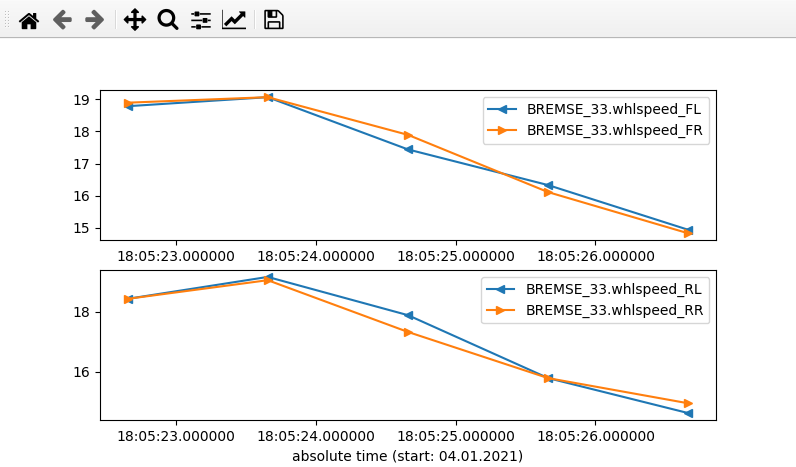 19
18
17
16
15
BREMSE_33.whlspeed_FL
BREMSE_33.whlspeed_FR
18:05:23.000000 18:05:24.000000 18:05:25.000000 18:05:26.000000
18
16
BREMSE_33.whlspeed_RL
BREMSE_33.whlspeed_RR
18:05:23.000000 18:05:24.000000 18:05:25.000000 18:05:26.000000
absolute time (start: 04.01.2021)